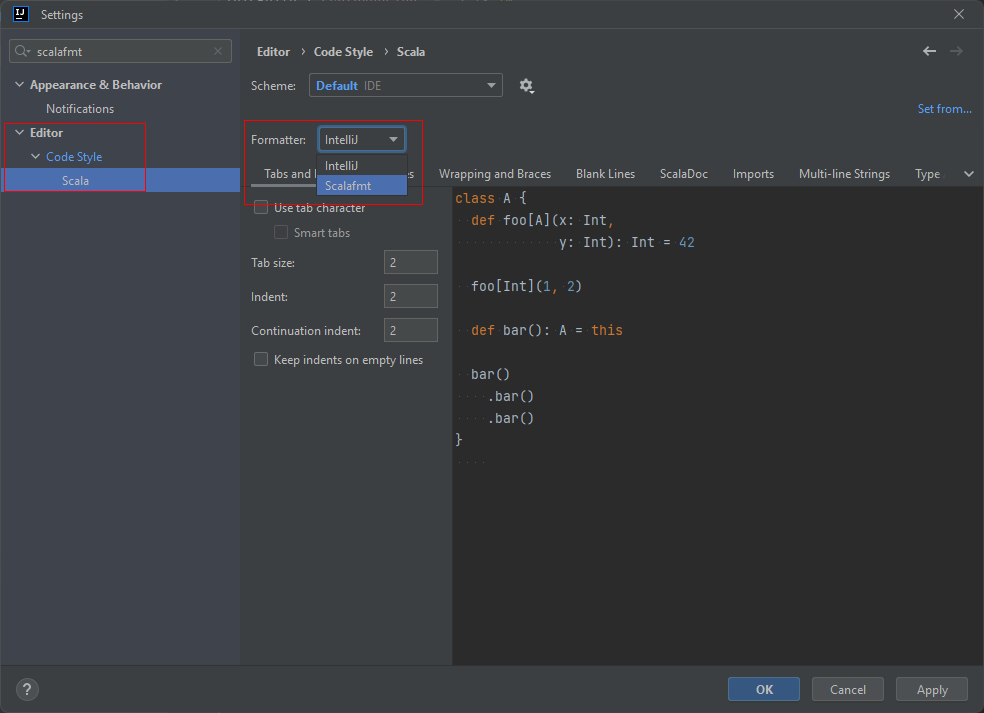 Settings
scalafmt
Appearance & Behavior
Notifications
Editor
Code Style
Scala
Editor › Code Style › Scala
Scheme: Default IDE
Set from...
Formatter: IntelliJ
IntelliJ
Scalafmt
Tabs and Wrapping and Braces Blank Lines ScalaDoc Imports Multi-line Strings Type
Use tab character
Smart tabs
Tab size: 2
Indent: 2
Continuation indent: 2
Keep indents on empty lines
class A {
def foo[A](x: Int,
y: Int): Int = 42
foo[Int](1, 2)
def bar(): A = this
bar()
.bar()
.bar()
}
?
OK Cancel Apply